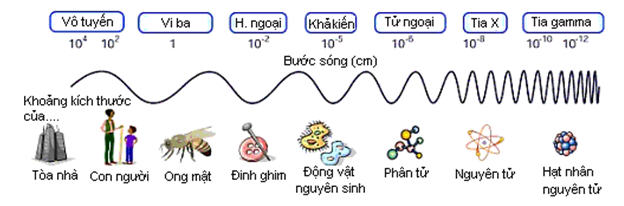 Vô tuyến Vi ba H. ngoại Khả kiến Tử ngoại Tia X Tia gamma
10⁴ 10² 1 10⁻² 10⁻⁵ 10⁻⁶ 10⁻⁸ 10⁻¹⁰ 10⁻¹²
Bước sóng (cm)
Khoảng kích thước
của....
Tòa nhà Con người Ong mật Đinh ghim Động vật nguyên sinh Phân tử Nguyên tử Hạt nhân nguyên tử